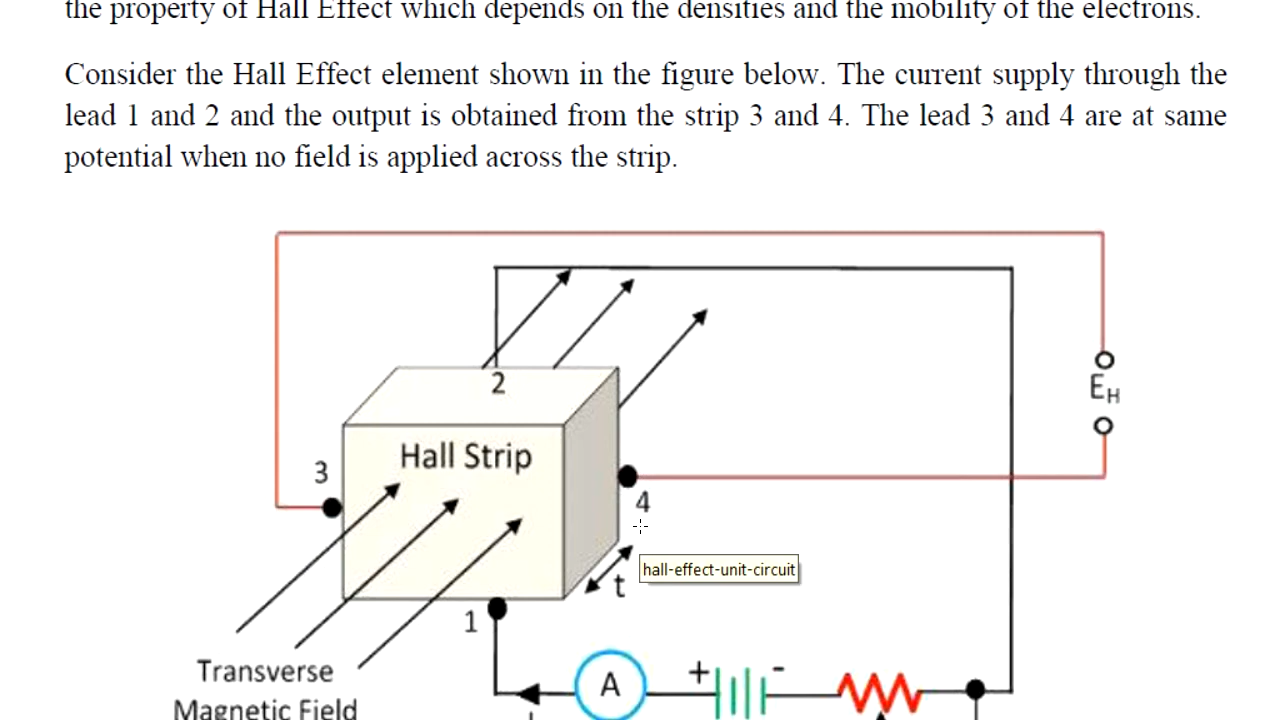 the property of Hall Effect which depends on the densities and the mobility of the electrons.
Consider the Hall Effect element shown in the figure below. The current supply through the
lead 1 and 2 and the output is obtained from the strip 3 and 4. The lead 3 and 4 are at same
potential when no field is applied across the strip.
2
EH
Hall Strip
3
4
hall-effect-unit-circuit
t
1
Transverse
A
+
-
Magnetic Field